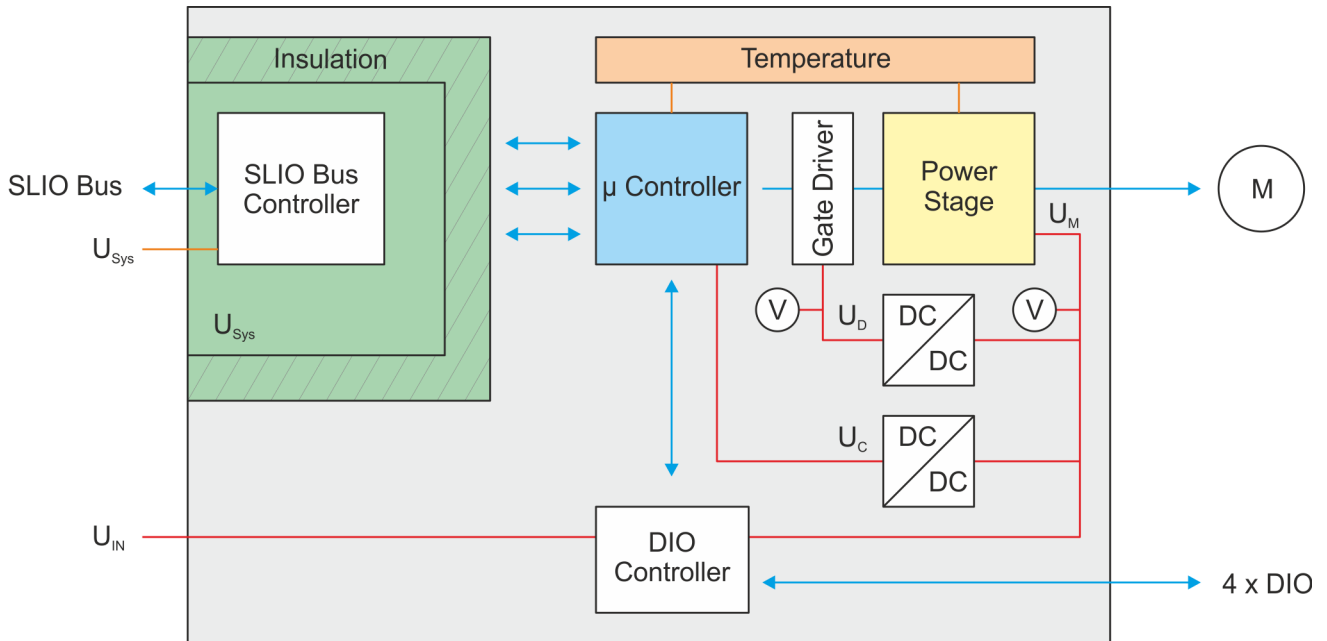 Insulation
Temperature
SLIO Bus
SLIO Bus
Controller
µ Controller
Gate Driver
Power
Stage
M
U_M
U_Sys
U_Sys
V
U_D
DC
DC
V
U_C
DC
DC
U_IN
DIO
Controller
4 x DIO